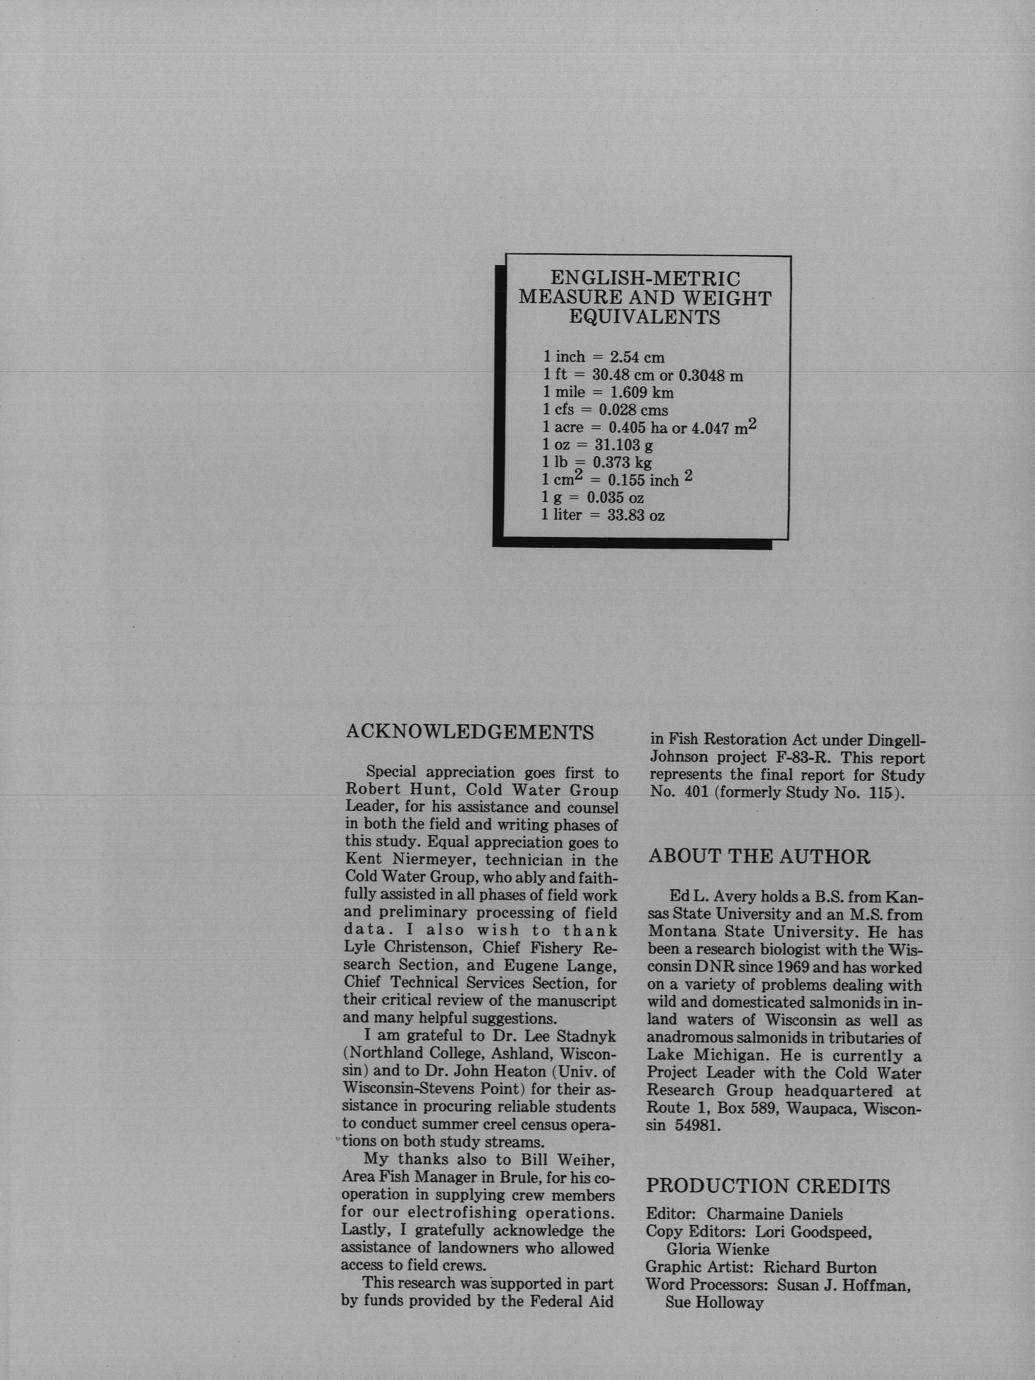 ENGLISH-METRIC
MEASURE AND WEIGHT
EQUIVALENTS
1 inch = 2.54 cm
1 ft = 30.48 cm or 0.3048 m
1 mile = 1.609 km
1 cfs = 0.028 cms
1 acre = 0.405 ha or 4.047 m2
1 oz = 31.103 g
1 lb = 0.373 kg
1 cm2 = 0.155 inch 2
1 g = 0.035 oz
1 liter = 33.83 oz
ACKNOWLEDGEMENTS
Special appreciation goes first to
Robert Hunt, Cold Water Group
Leader, for his assistance and counsel
in both the field and writing phases of
this study. Equal appreciation goes to
Kent Niermeyer, technician in the
Cold Water Group, who ably and faith-
fully assisted in all phases of field work
and preliminary processing of field
data. I also wish to thank
Lyle Christenson, Chief Fishery Re-
search Section, and Eugene Lange,
Chief Technical Services Section, for
their critical review of the manuscript
and many helpful suggestions.
I am grateful to Dr. Lee Stadnyk
(Northland College, Ashland, Wiscon-
sin) and to Dr. John Heaton (Univ. of
Wisconsin-Stevens Point) for their as-
sistance in procuring reliable students
to conduct summer creel census opera-
tions on both study streams.
My thanks also to Bill Weiher,
Area Fish Manager in Brule, for his co-
operation in supplying crew members
for our electrofishing operations.
Lastly, I gratefully acknowledge the
assistance of landowners who allowed
access to field crews.
This research was supported in part
by funds provided by the Federal Aid
in Fish Restoration Act under Dingell-
Johnson project F-83-R. This report
represents the final report for Study
No. 401 (formerly Study No. 115).
ABOUT THE AUTHOR
Ed L. Avery holds a B.S. from Kan-
sas State University and an M.S. from
Montana State University. He has
been a research biologist with the Wis-
consin DNR since 1969 and has worked
on a variety of problems dealing with
wild and domesticated salmonids in in-
land waters of Wisconsin as well as
anadromous salmonids in tributaries of
Lake Michigan. He is currently a
Project Leader with the Cold Water
Research Group headquartered at
Route 1, Box 589, Waupaca, Wiscon-
sin 54981.
PRODUCTION CREDITS
Editor: Charmaine Daniels
Copy Editors: Lori Goodspeed,
Gloria Wienke
Graphic Artist: Richard Burton
Word Processors: Susan J. Hoffman,
Sue Holloway